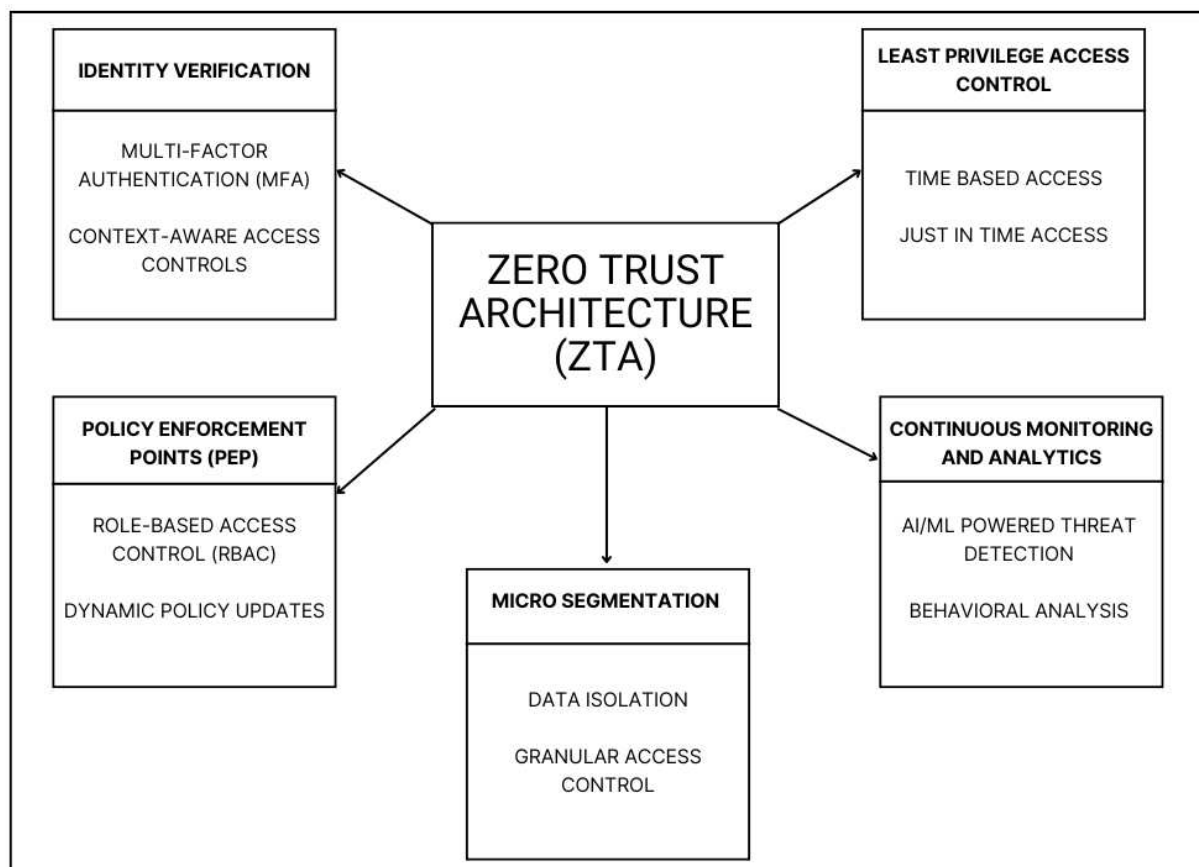 IDENTITY VERIFICATION
MULTI-FACTOR
AUTHENTICATION (MFA)
CONTEXT-AWARE ACCESS
CONTROLS
LEAST PRIVILEGE ACCESS
CONTROL
TIME BASED ACCESS
JUST IN TIME ACCESS
ZERO TRUST
ARCHITECTURE
(ZTA)
POLICY ENFORCEMENT
POINTS (PEP)
ROLE-BASED ACCESS
CONTROL (RBAC)
DYNAMIC POLICY UPDATES
MICRO SEGMENTATION
DATA ISOLATION
GRANULAR ACCESS
CONTROL
CONTINUOUS MONITORING
AND ANALYTICS
AI/ML POWERED THREAT
DETECTION
BEHAVIORAL ANALYSIS